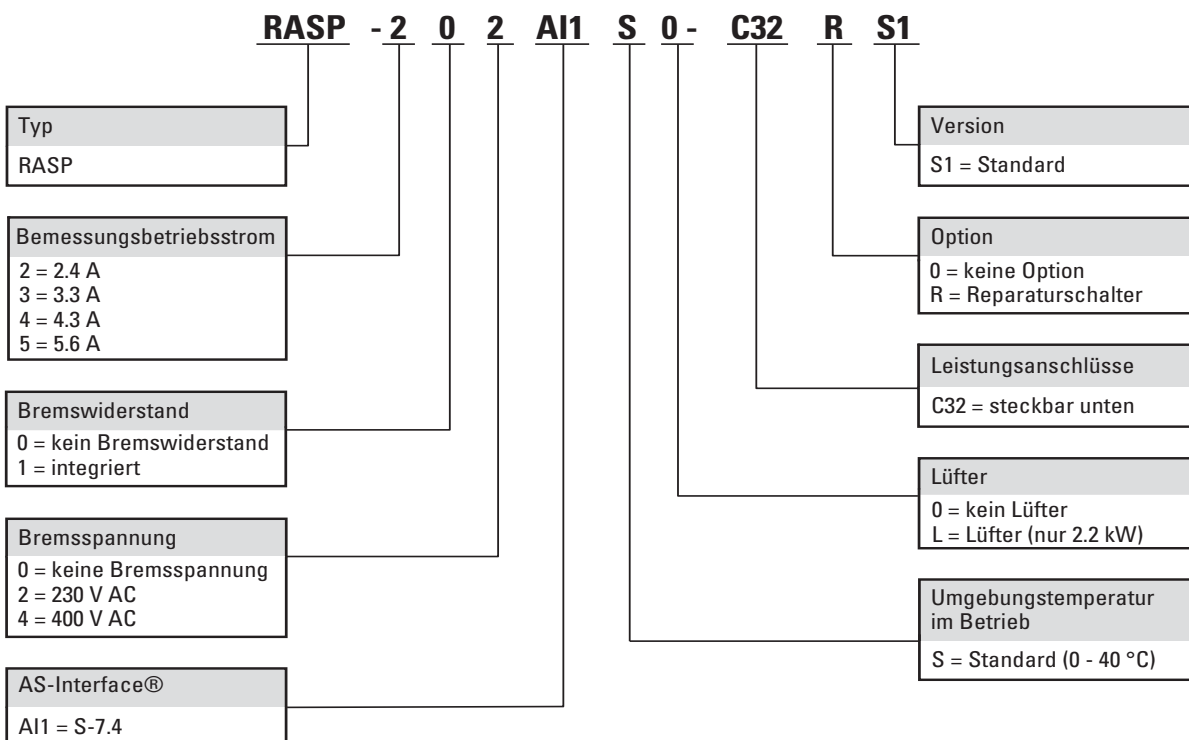 RASP - 2 0 2 AI1 S 0 - C32 R S1
Typ
RASP
Bemessungsbetriebsstrom
2 = 2.4 A
3 = 3.3 A
4 = 4.3 A
5 = 5.6 A
Bremswiderstand
0 = kein Bremswiderstand
1 = integriert
Bremsspannung
0 = keine Bremsspannung
2 = 230 V AC
4 = 400 V AC
AS-Interface®
AI1 = S-7.4
Version
S1 = Standard
Option
0 = keine Option
R = Reparaturschalter
Leistungsanschlüsse
C32 = steckbar unten
Lüfter
0 = kein Lüfter
L = Lüfter (nur 2.2 kW)
Umgebungstemperatur
im Betrieb
S = Standard (0 - 40 °C)